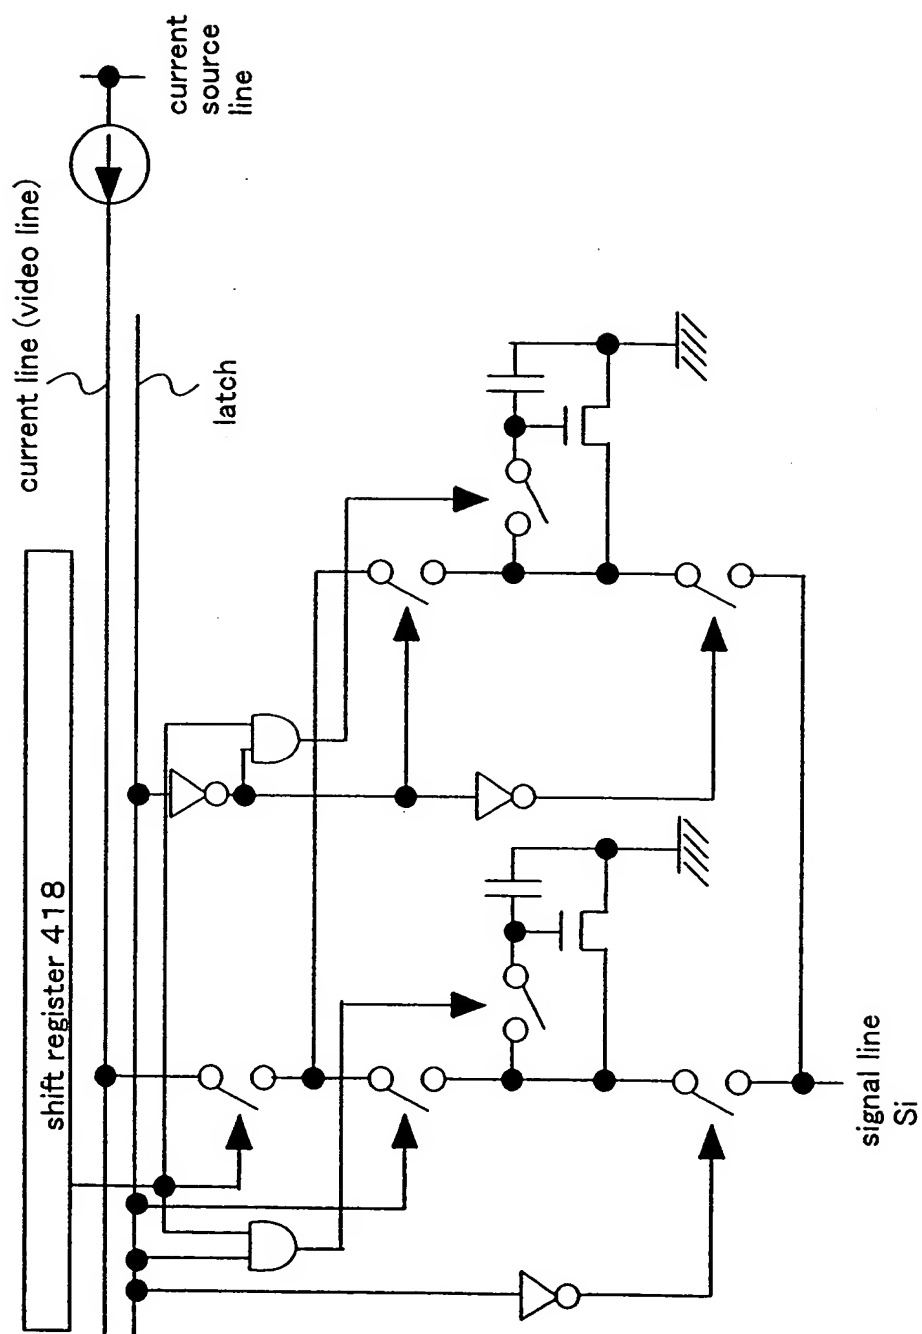 shift register 418
current line (video line)
latch
current
source
line
signal line
Si